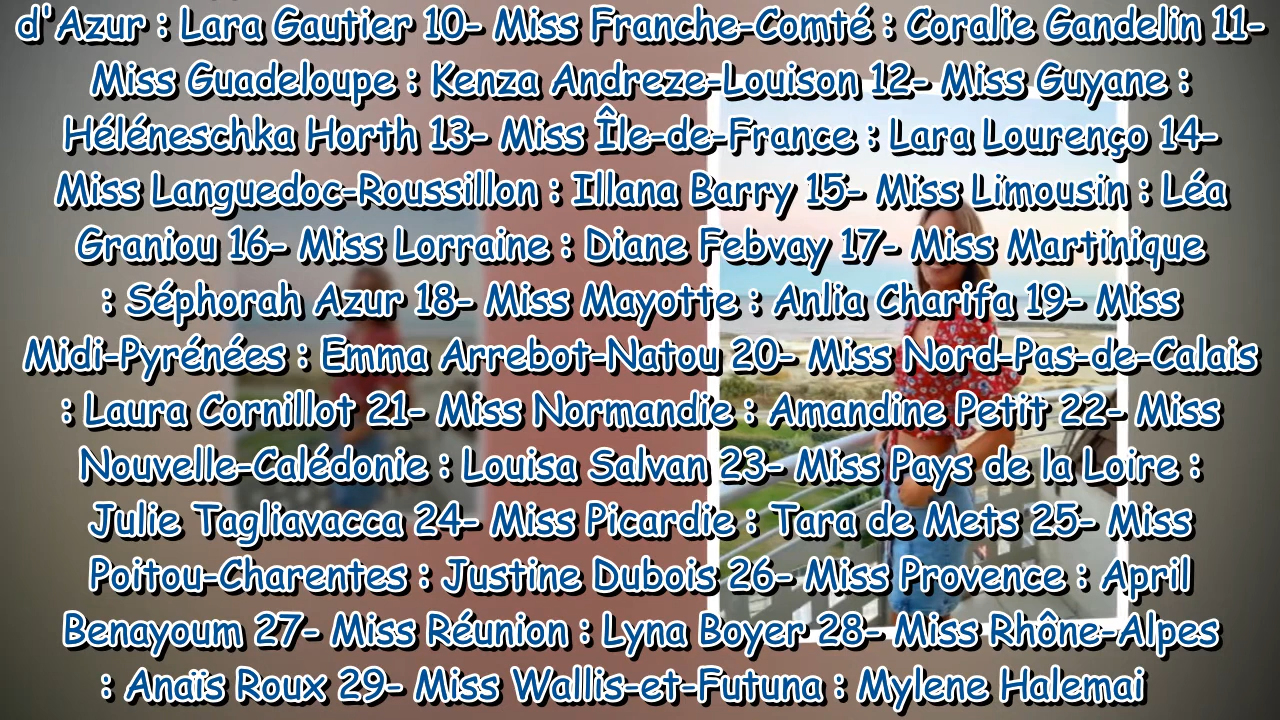 d'Azur : Lara Gautier 10- Miss Franche-Comté : Coralie Gandelin 11-
Miss Guadeloupe : Kenza Andreze-Louison 12- Miss Guyane :
Héléneschka Horth 13- Miss Île-de-France : Lara Lourenço 14-
Miss Languedoc-Roussillon : Illana Barry 15- Miss Limousin : Léa
Graniou 16- Miss Lorraine : Diane Febvay 17- Miss Martinique
: Séphorah Azur 18- Miss Mayotte : Anlia Charifa 19- Miss
Midi-Pyrénées : Emma Arrebot-Natou 20- Miss Nord-Pas-de-Calais
: Laura Cornillot 21- Miss Normandie : Amandine Petit 22- Miss
Nouvelle-Calédonie : Louisa Salvan 23- Miss Pays de la Loire :
Julie Tagliavacca 24- Miss Picardie : Tara de Mets 25- Miss
Poitou-Charentes : Justine Dubois 26- Miss Provence : April
Benayoum 27- Miss Réunion : Lyna Boyer 28- Miss Rhône-Alpes
: Anaïs Roux 29- Miss Wallis-et-Futuna : Mylene Halemai